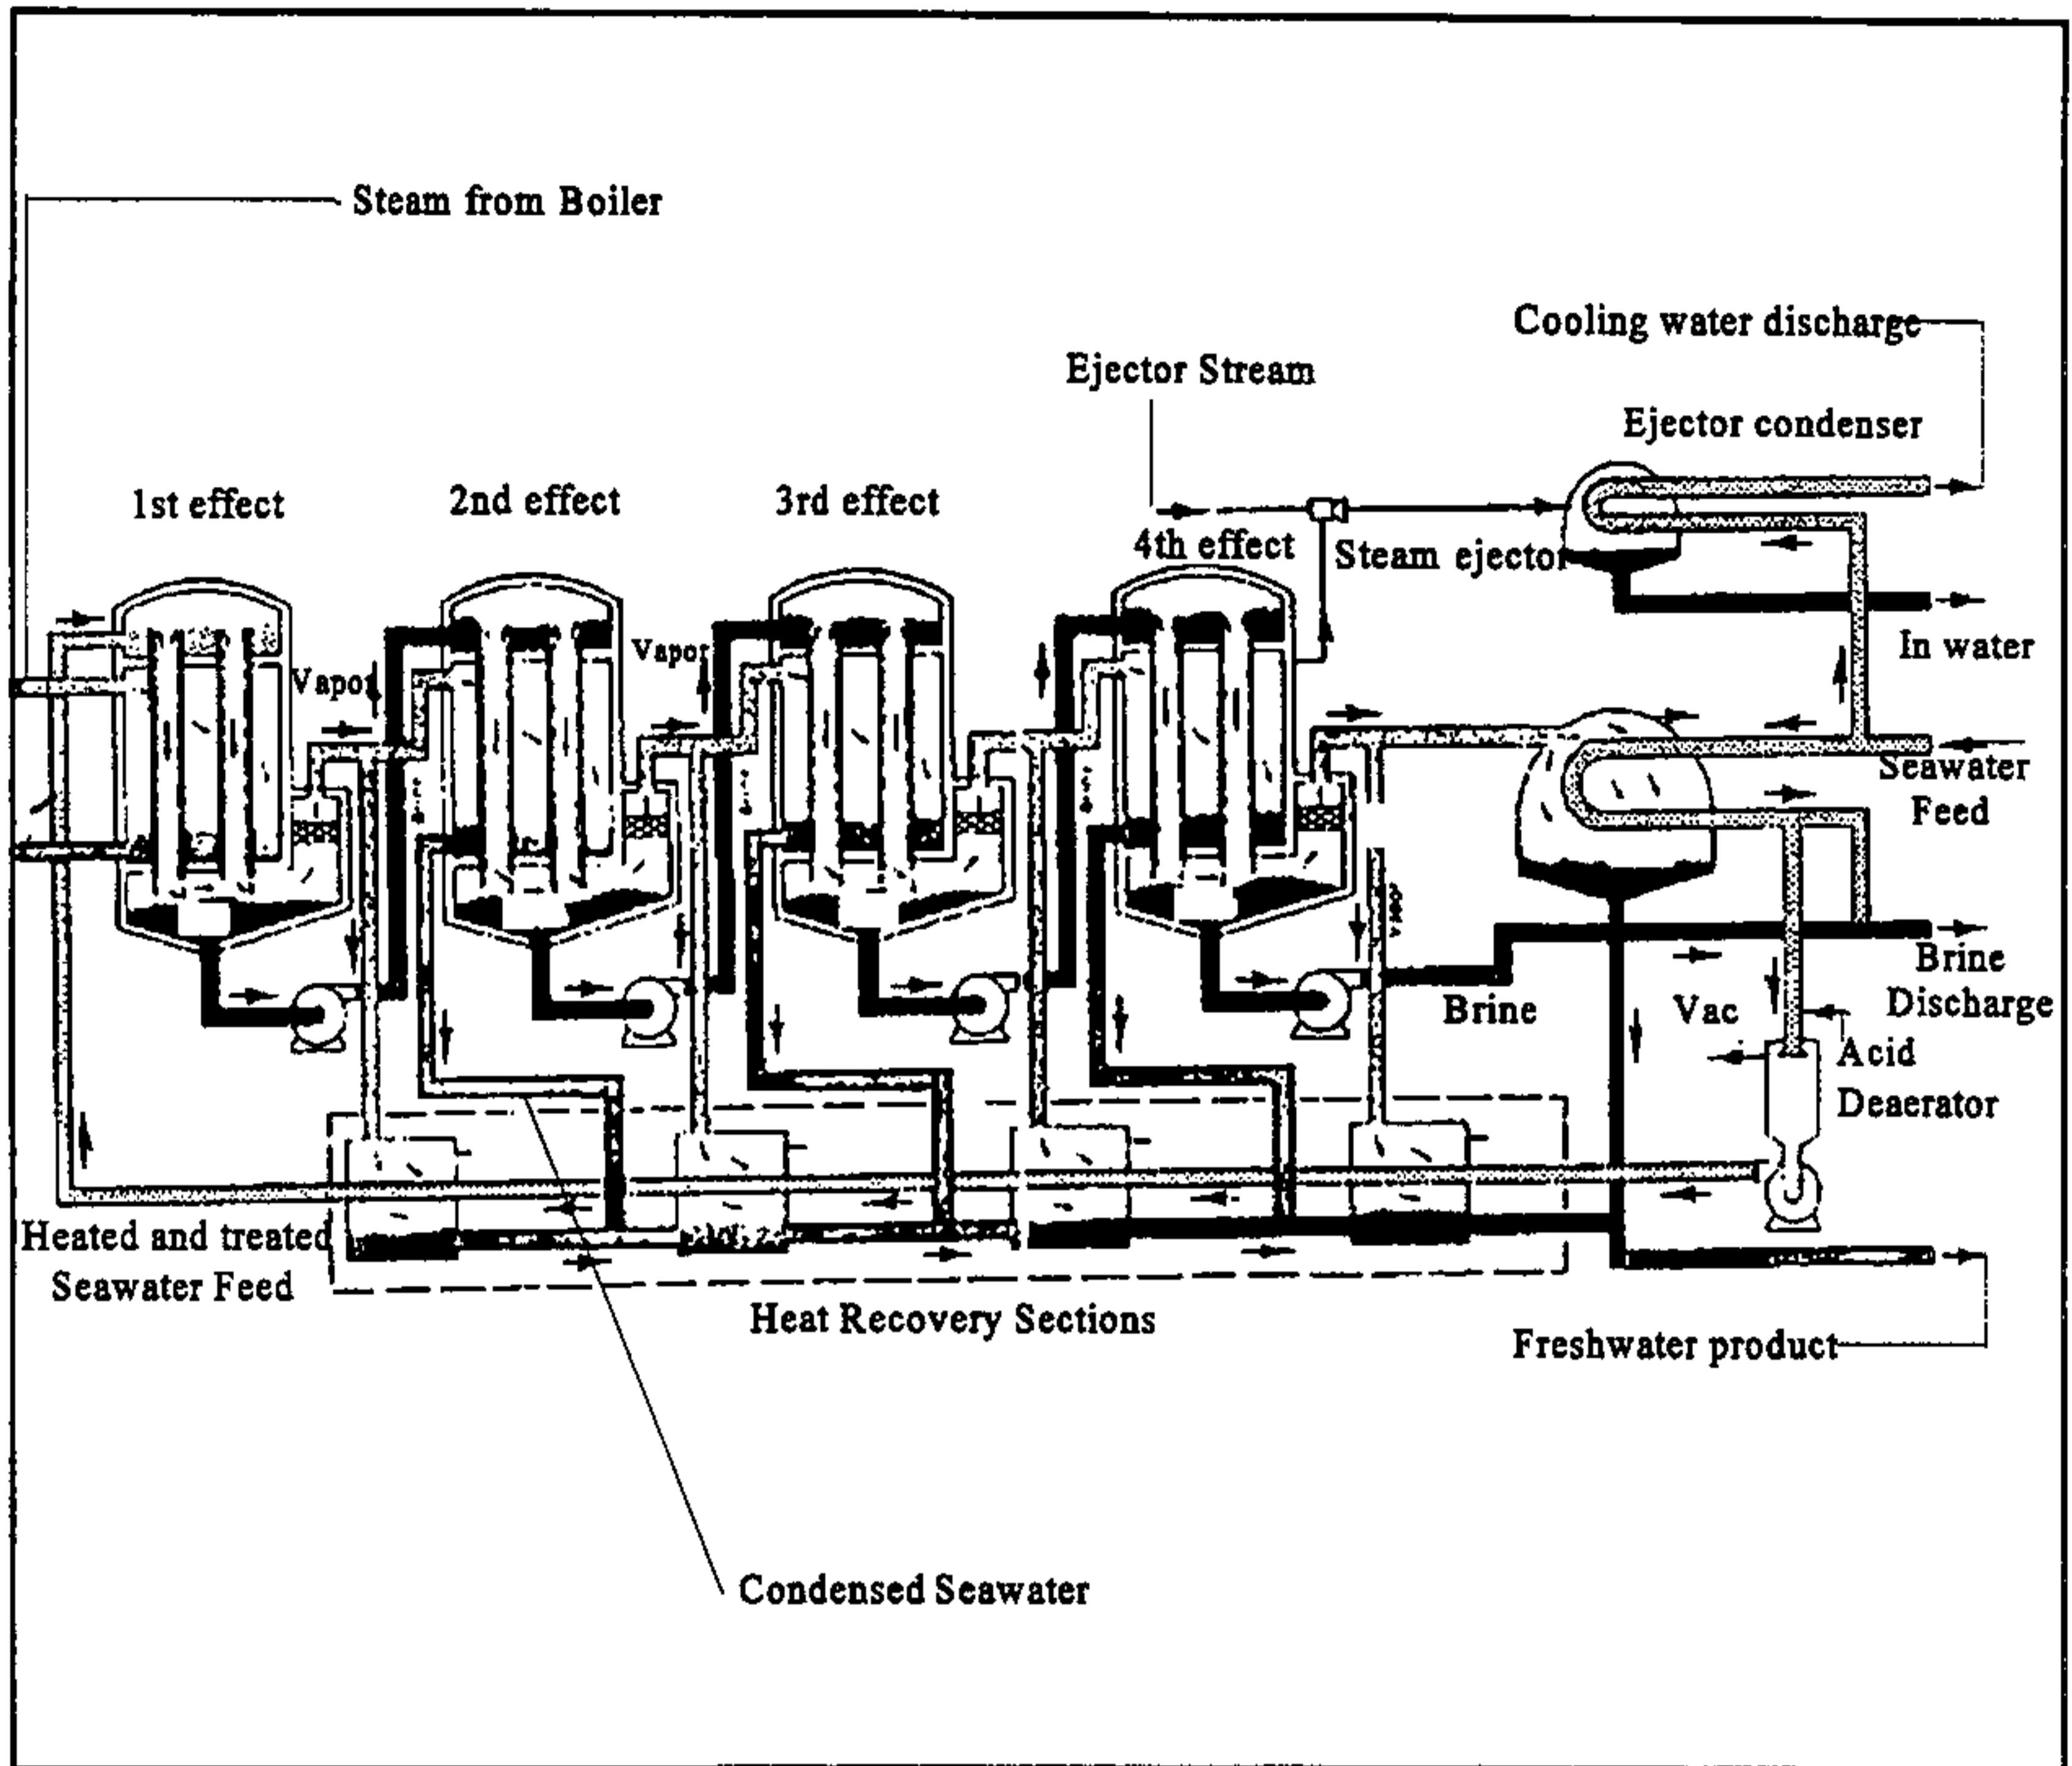 Steam from Boiler
Cooling water discharge
Ejector Stream
Ejector condenser
1st effect
2nd effect
3rd effect
4th effect
Steam ejector
In water
Vapor
Vapor
Seawater
Feed
Vapor
Brine
Vac
Brine
Discharge
Acid
Deaerator
Heated and treated
Seawater Feed
Heat Recovery Sections
Freshwater product
Condensed Seawater